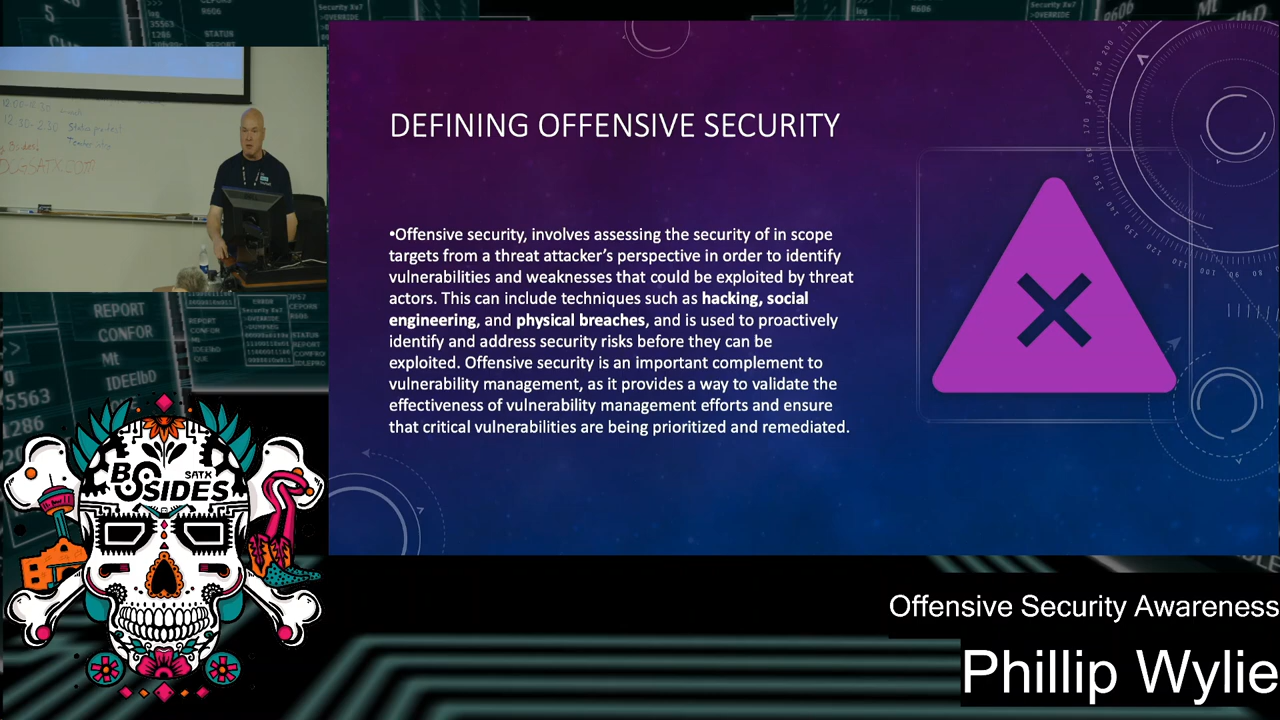 DEFINING OFFENSIVE SECURITY
•Offensive security, involves assessing the security of in scope
targets from a threat attacker's perspective in order to identify
vulnerabilities and weaknesses that could be exploited by threat
actors. This can include techniques such as hacking, social
engineering, and physical breaches, and is used to proactively
identify and address security risks before they can be
exploited. Offensive security is an important complement to
vulnerability management, as it provides a way to validate the
effectiveness of vulnerability management efforts and ensure
that critical vulnerabilities are being prioritized and remediated.
REPORT
CONFOR
Mt
IDEElbD
5563
1286
BSIDES
SATX
Offensive Security Awareness
Phillip Wylie